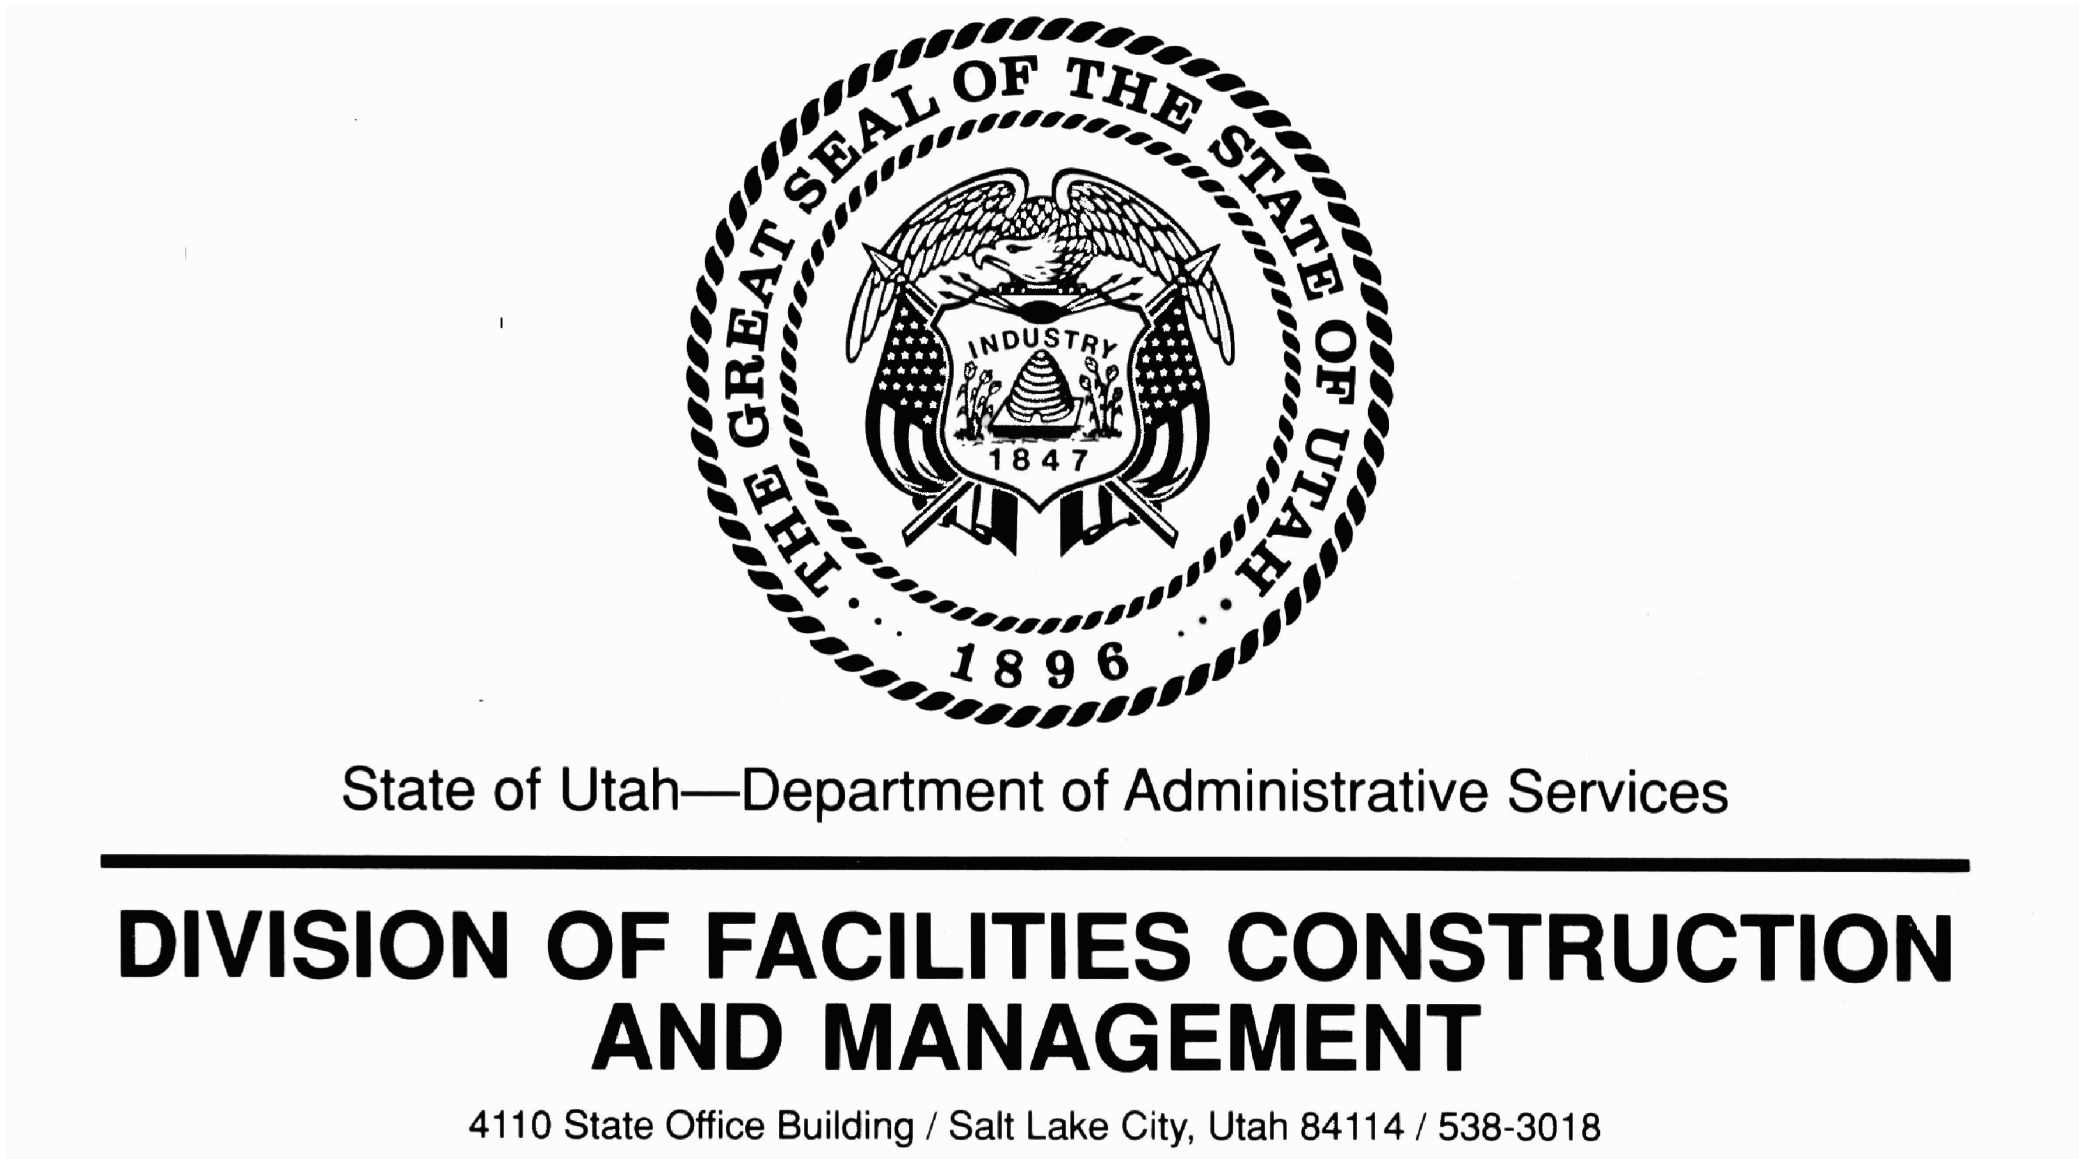 THE GREAT SEAL OF THE STATE OF UTAH
INDUSTRY
1847
1896
State of Utah—Department of Administrative Services
DIVISION OF FACILITIES CONSTRUCTION
AND MANAGEMENT
4110 State Office Building / Salt Lake City, Utah 84114 / 538-3018